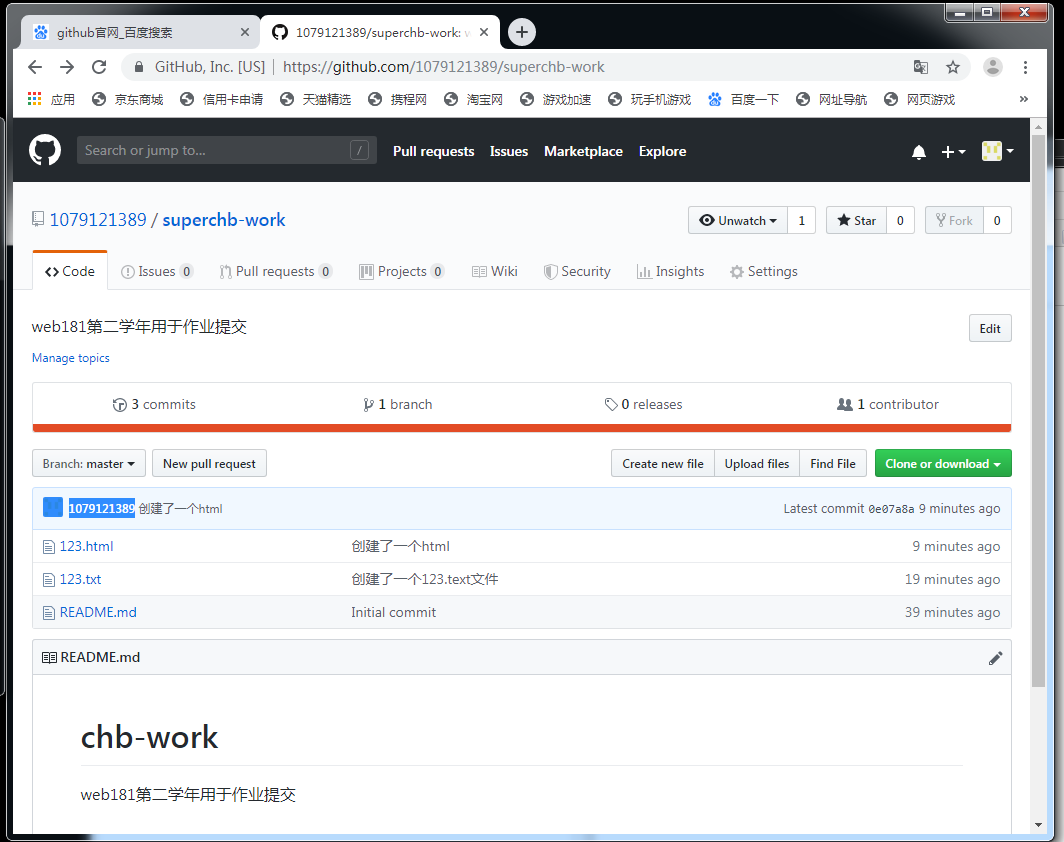 github官网_百度搜索
1079121389/superchb-work: w
GitHub, Inc. [US] | https://github.com/1079121389/superchb-work
应用 京东商城 信用卡申请 天猫精选 携程网 淘宝网 游戏加速 玩手机游戏 百度一下 网址导航 网页游戏 »
Search or jump to... / Pull requests Issues Marketplace Explore
1079121389 / superchb-work Unwatch 1 Star 0 Fork 0
Code Issues 0 Pull requests 0 Projects 0 Wiki Security Insights Settings
web181第二学年用于作业提交 Edit
Manage topics
3 commits 1 branch 0 releases 1 contributor
Branch: master New pull request Create new file Upload files Find File Clone or download
1079121389 创建了一个html Latest commit 0e07a8a 9 minutes ago
123.html 创建了一个html 9 minutes ago
123.txt 创建了一个123.text文件 19 minutes ago
README.md Initial commit 39 minutes ago
README.md
chb-work
web181第二学年用于作业提交